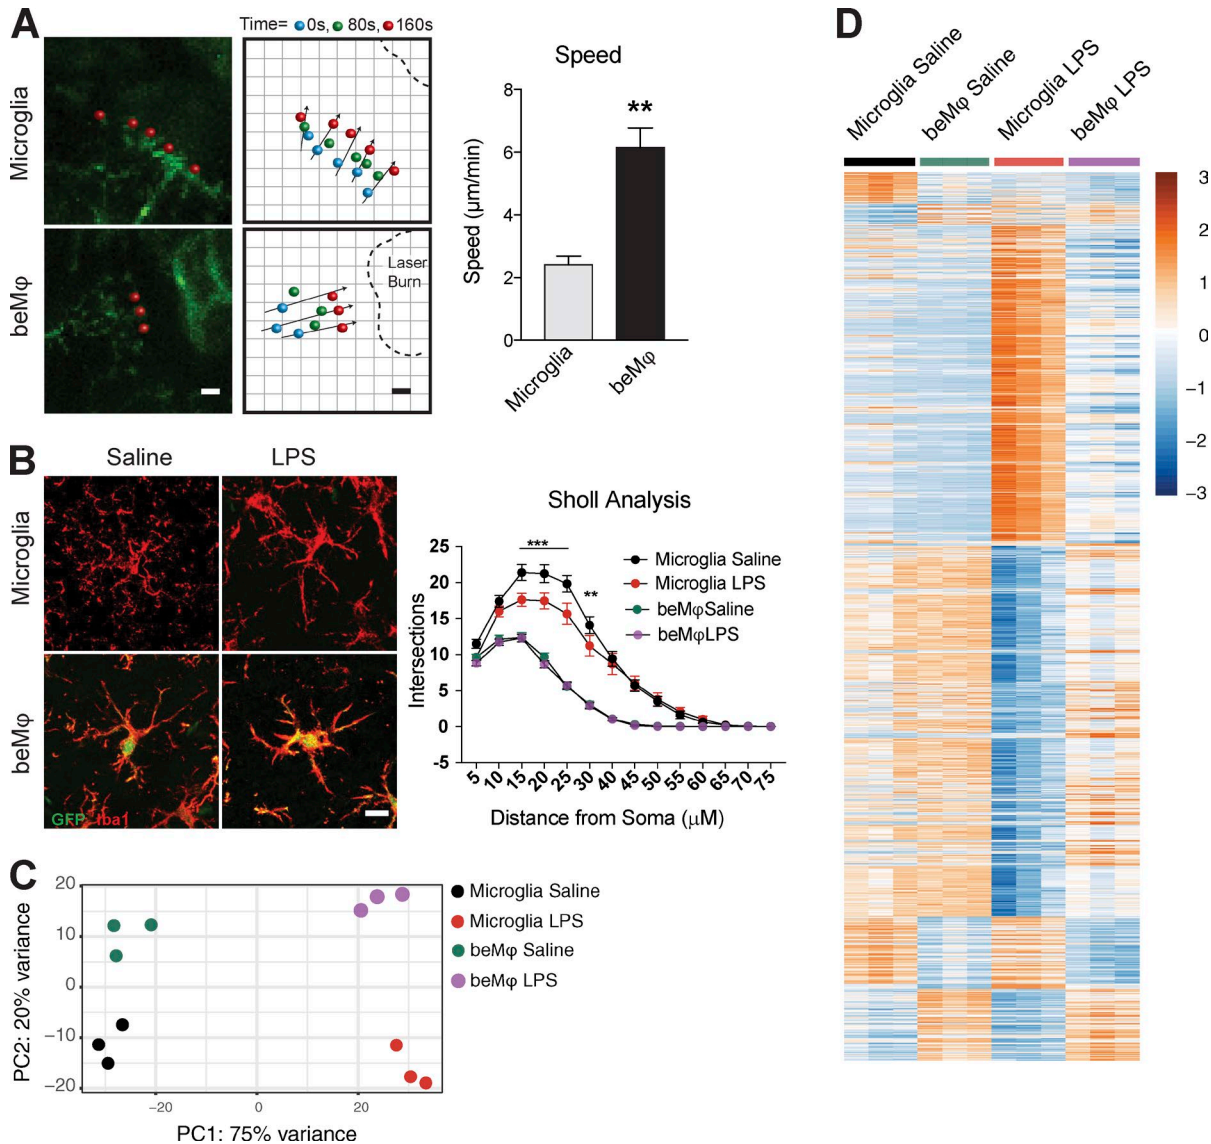 A
Time= 0s, 80s, 160s
Microglia
beMφ
Laser
Burn
Speed
Speed (μm/min)
8
6
4
2
0
**
Microglia
beMφ
B
Saline
LPS
Microglia
beMφ
GFP Iba1
Sholl Analysis
Intersections
25
20
15
10
5
0
-5
***
**
Microglia Saline
Microglia LPS
beMφSaline
beMφLPS
5 10 15 20 25 30 40 45 50 55 60 65 70 75
Distance from Soma (μM)
C
PC2: 20% variance
20
10
0
−10
−20
−20 0 20
PC1: 75% variance
Microglia Saline
Microglia LPS
beMφ Saline
beMφ LPS
D
Microglia Saline
beMφ Saline
Microglia LPS
beMφ LPS
3
2
1
0
−1
−2
−3